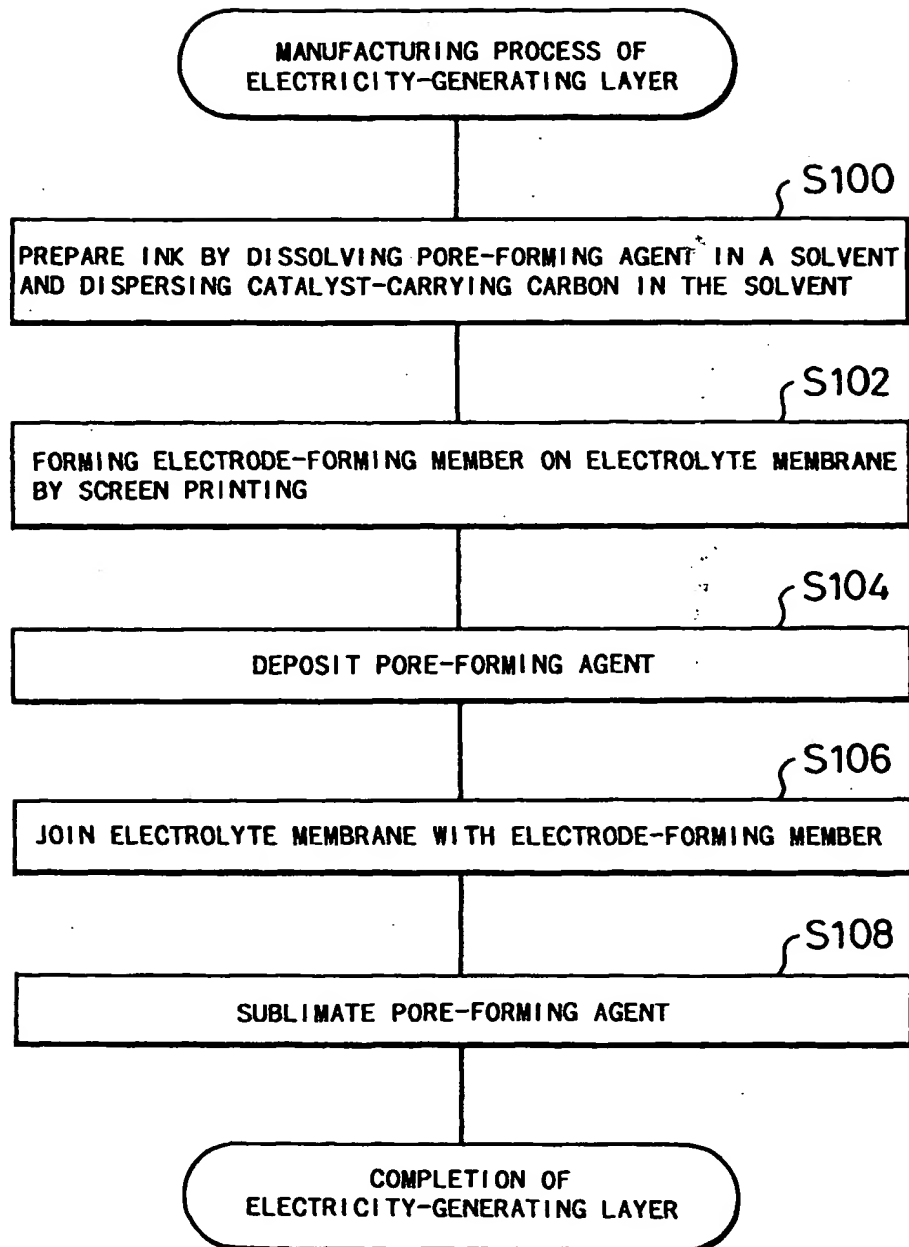 MANUFACTURING PROCESS OF
ELECTRICITY-GENERATING LAYER
S100
PREPARE INK BY DISSOLVING PORE-FORMING AGENT IN A SOLVENT
AND DISPERSING CATALYST-CARRYING CARBON IN THE SOLVENT
S102
FORMING ELECTRODE-FORMING MEMBER ON ELECTROLYTE MEMBRANE
BY SCREEN PRINTING
S104
DEPOSIT PORE-FORMING AGENT
S106
JOIN ELECTROLYTE MEMBRANE WITH ELECTRODE-FORMING MEMBER
S108
SUBLIMATE PORE-FORMING AGENT
COMPLETION OF
ELECTRICITY-GENERATING LAYER